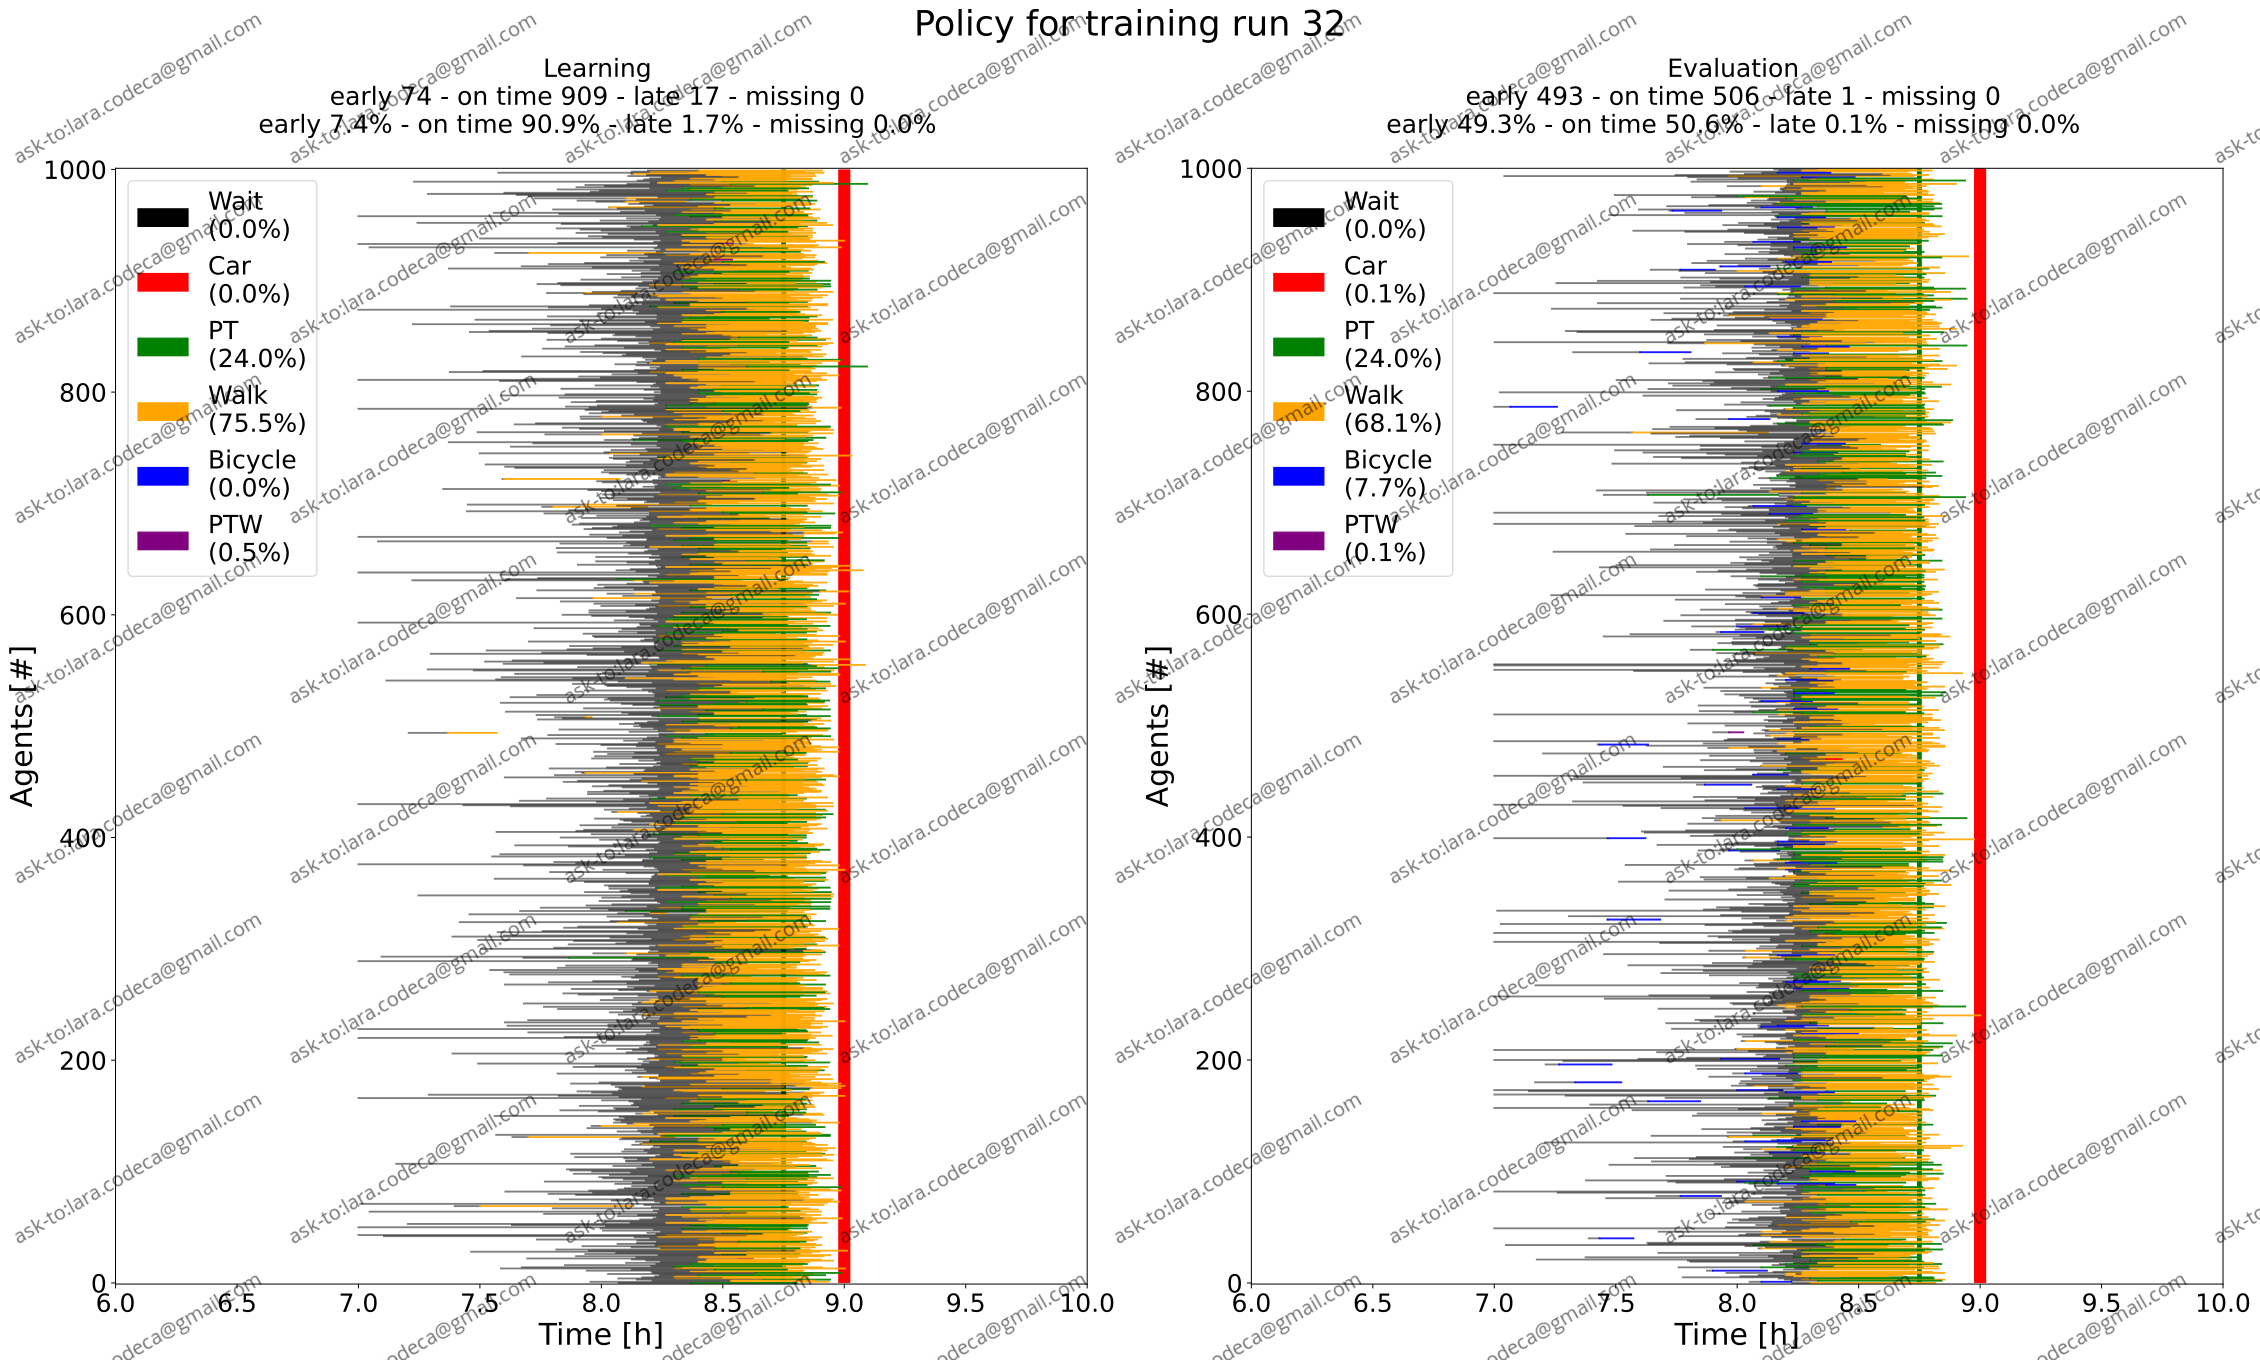 Policy for training run 32
Learning
early 74 - on time 909 - late 17 - missing 0
early 7.4% - on time 90.9% - late 1.7% - missing 0.0%
Agents [#]
1000
800
600
400
200
0
Wait
(0.0%)
Car
(0.0%)
PT
(24.0%)
Walk
(75.5%)
Bicycle
(0.0%)
PTW
(0.5%)
6.0 6.5 7.0 7.5 8.0 8.5 9.0 9.5 10.0
Time [h]
Evaluation
early 493 - on time 506 - late 1 - missing 0
early 49.3% - on time 50.6% - late 0.1% - missing 0.0%
Agents [#]
1000
800
600
400
200
0
Wait
(0.0%)
Car
(0.1%)
PT
(24.0%)
Walk
(68.1%)
Bicycle
(7.7%)
PTW
(0.1%)
6.0 6.5 7.0 7.5 8.0 8.5 9.0 9.5 10.0
Time [h]
ask-to:lara.codeca@gmail.com